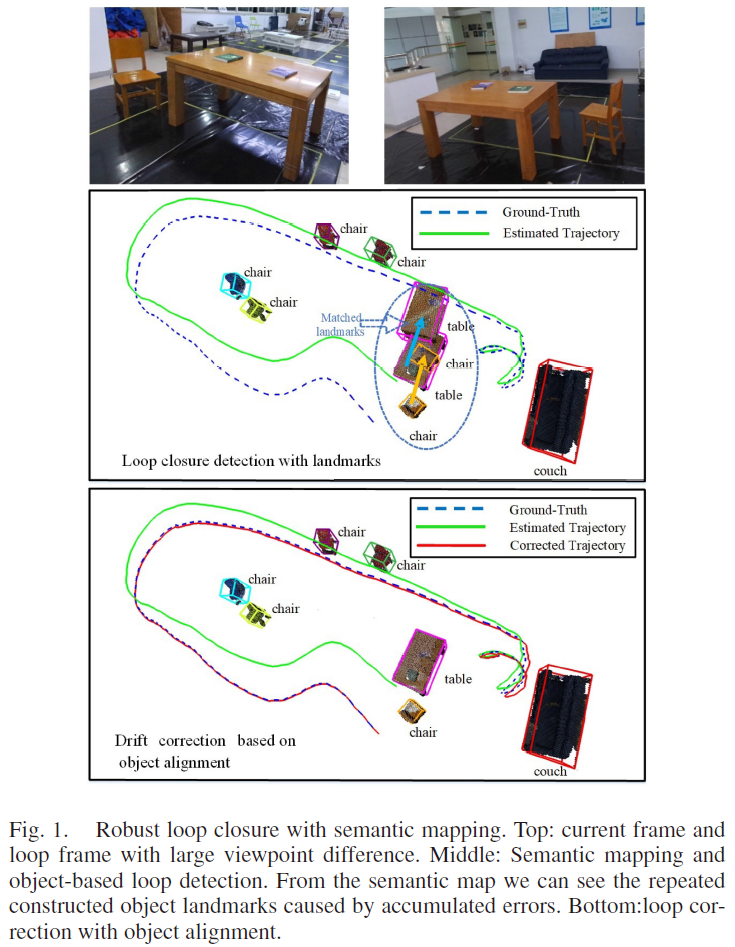 Ground-Truth
Estimated Trajectory
chair
chair
chair
chair
Matched
landmarks
table
chair
table
chair
couch
Loop closure detection with landmarks
Ground-Truth
Estimated Trajectory
Corrected Trajectory
chair
chair
chair
chair
table
chair
couch
Drift correction based on
object alignment
Fig. 1. Robust loop closure with semantic mapping. Top: current frame and
loop frame with large viewpoint difference. Middle: Semantic mapping and
object-based loop detection. From the semantic map we can see the repeated
constructed object landmarks caused by accumulated errors. Bottom:loop cor-
rection with object alignment.